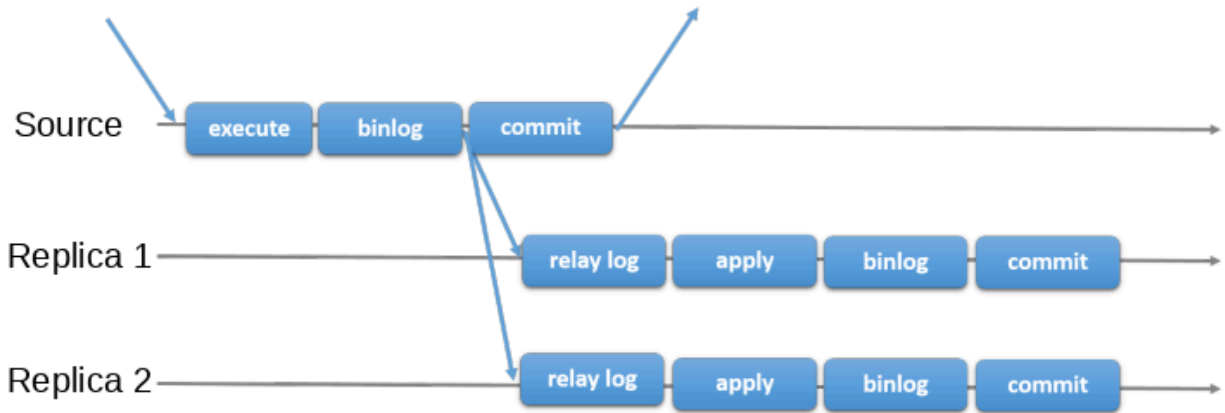 Source execute binlog commit
Replica 1 relay log apply binlog commit
Replica 2 relay log apply binlog commit